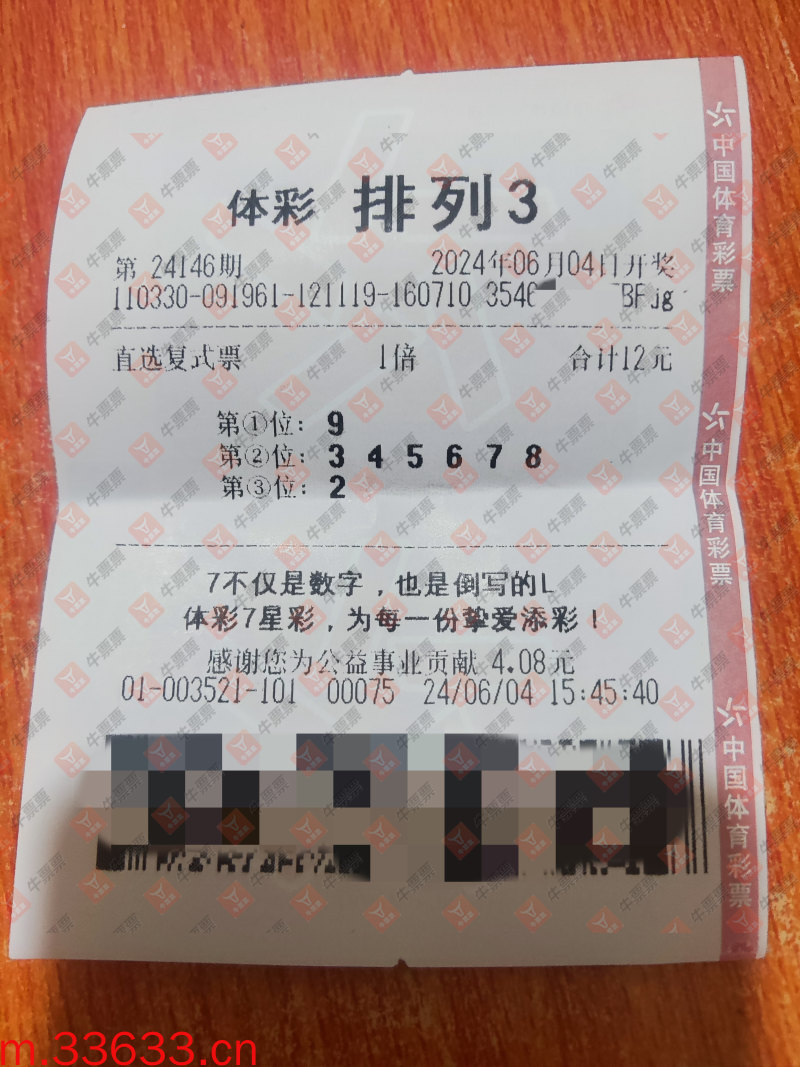 体彩 排列3
第 24146期 2024年06月04日开奖
110330-091961-121119-160710 3546 BFJg
直选复式票 1倍 合计12元
第①位: 9
第②位: 3 4 5 6 7 8
第③位: 2
7不仅是数字，也是倒写的L
体彩7星彩，为每一份挚爱添彩！
感谢您为公益事业贡献 4.08元
01-003521-101 00075 24/06/04 15:45:40
中国体育彩票
中国体育彩票
中国体育彩票
牛票票
m.33633.cn